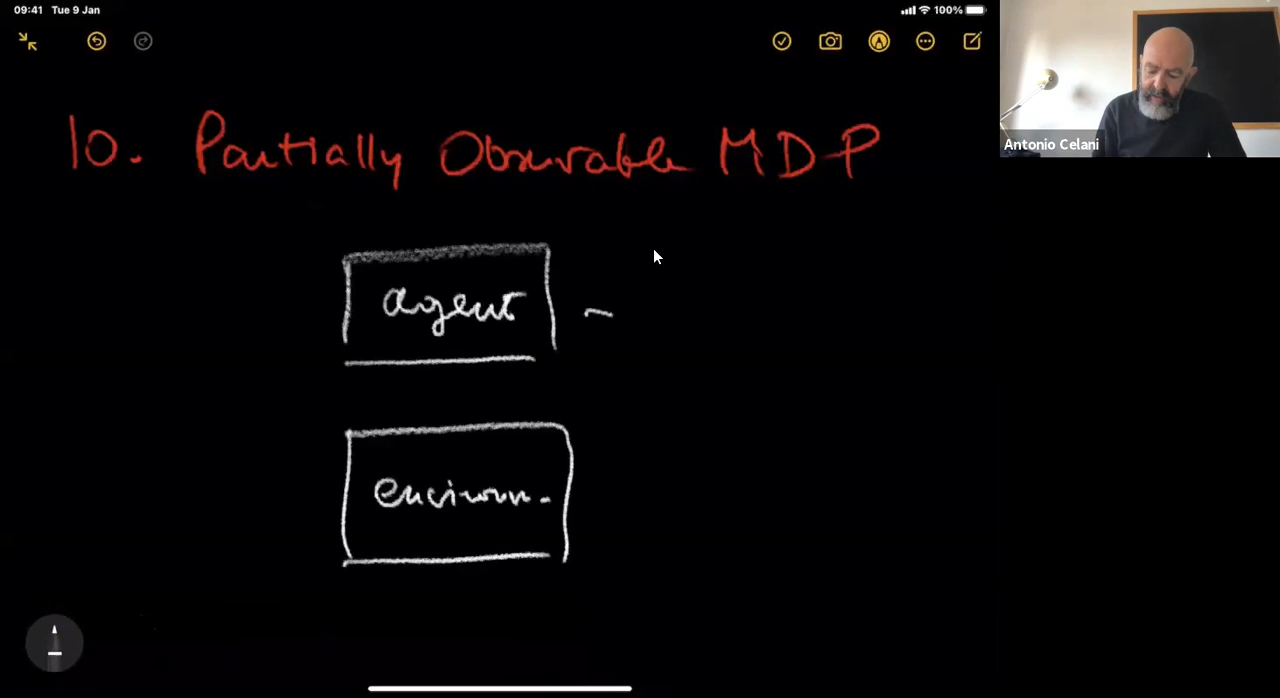 09:41 Tue 9 Jan
100%
Antonio Celani
10. Partially Observable MDP
agent
environ.